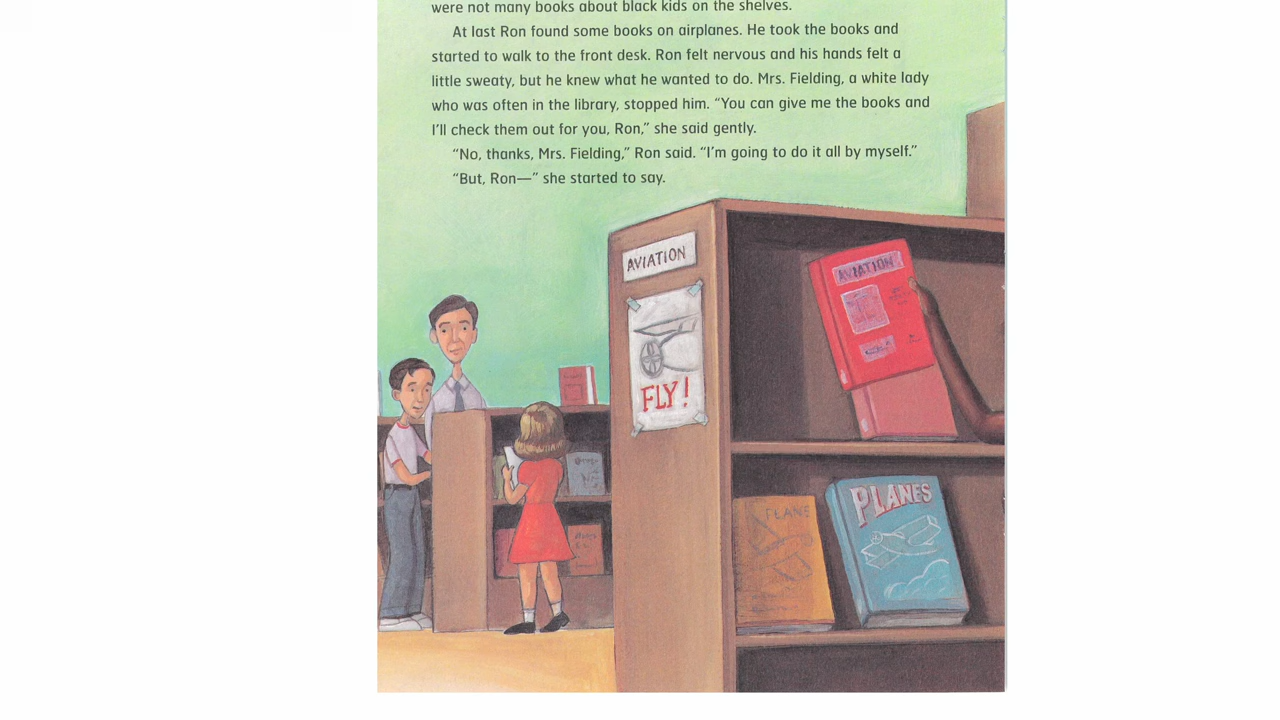 were not many books about black kids on the shelves.
At last Ron found some books on airplanes. He took the books and
started to walk to the front desk. Ron felt nervous and his hands felt a
little sweaty, but he knew what he wanted to do. Mrs. Fielding, a white lady
who was often in the library, stopped him. “You can give me the books and
I’ll check them out for you, Ron,” she said gently.
“No, thanks, Mrs. Fielding,” Ron said. “I’m going to do it all by myself.”
“But, Ron—” she started to say.
AVIATION
FLY!
AVIATION
PLANE
PLANES